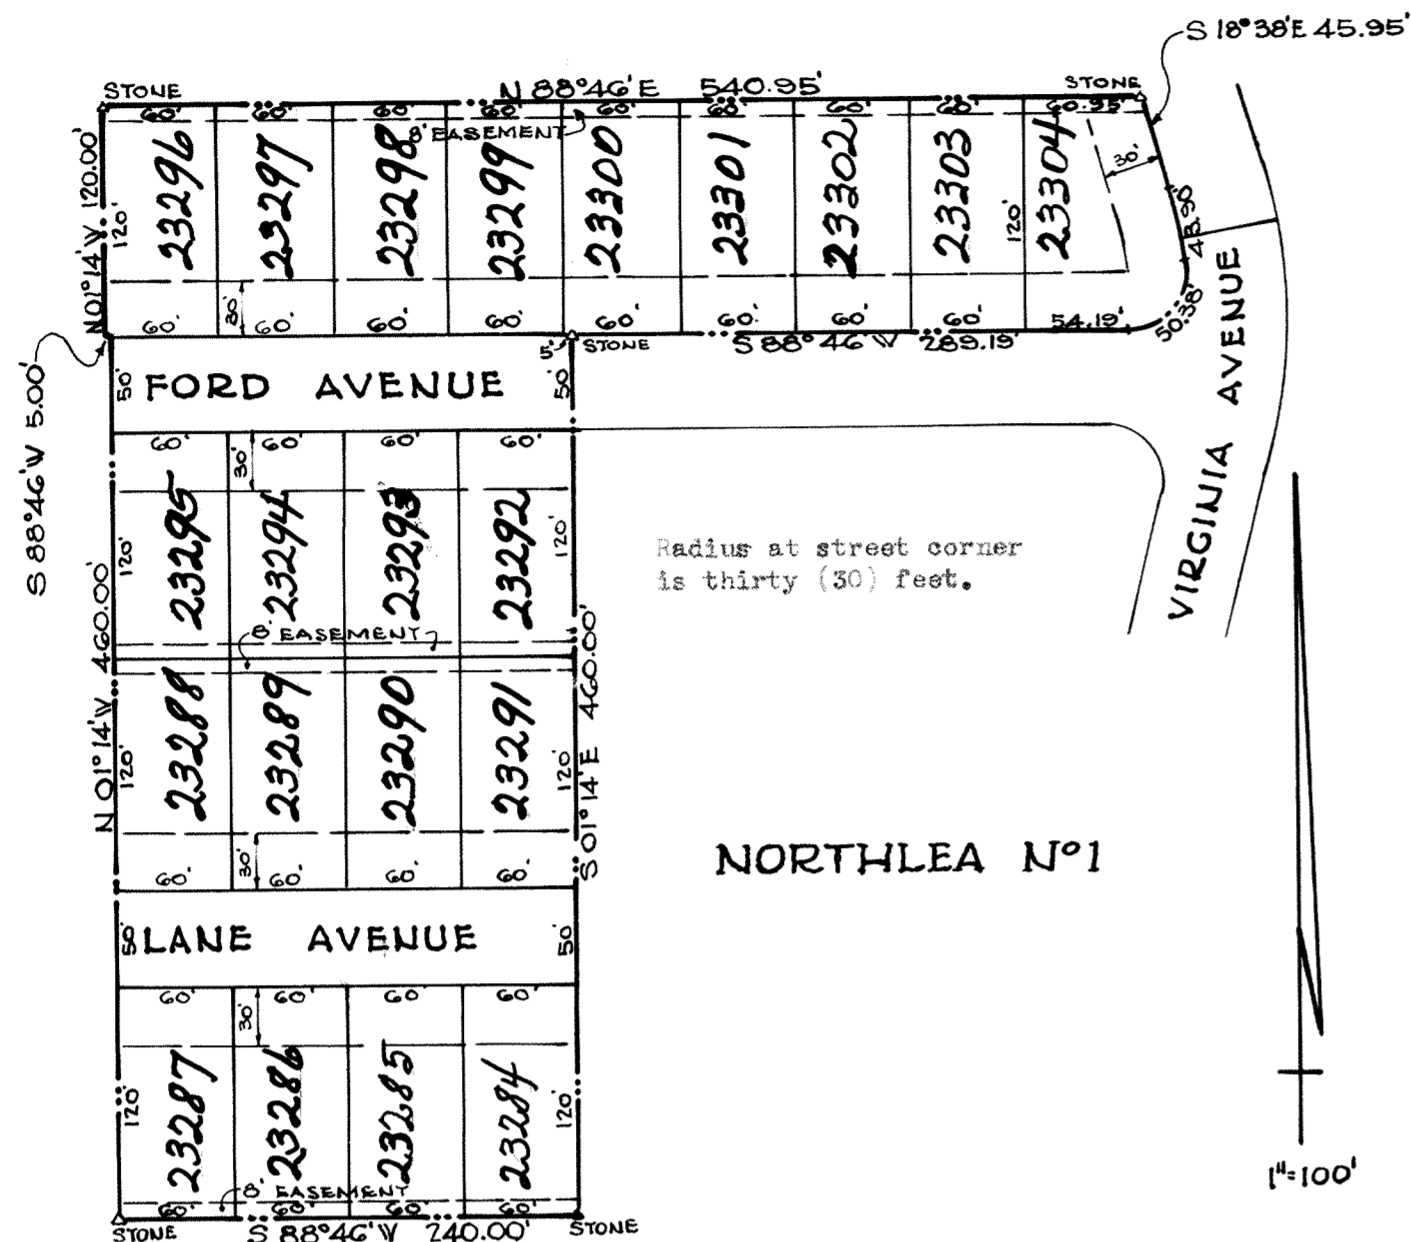 S 18°38'E 45.95'
STONE N 88°46'E 540.95' STONE
60' 60' 60' 60' 60' 60' 60' 60' 60.95'
8' EASEMENT
N 01°14'W. 120.00'
120'
23296 23297 23298 23299 23300 23301 23302 23303 23304
120'
30'
43.90'
30'
60. 60. 60. 60. 60' 60. 60. 60. 54.19'
50.38'
5' STONE S 88°46'W 289.19'
S 88°46'W 5.00'
50' FORD AVENUE 50'
VIRGINIA AVENUE
60' 60' 60' 60'
30'
23295 23294 23293 23292
120' 120'
Radius at street corner
is thirty (30) feet.
8' EASEMENT
N 01°14'W 460.00'
S 01°14'E 460.00'
23288 23289 23290 23291
120' 120'
30'
60. 60. 60. 60.
NORTHLEA Nº1
50' LANE AVENUE 50'
60' 60' 60' 60'
30'
23287 23286 23285 23284
120' 120'
8' EASEMENT
60' 60' 60' 60'
STONE S 88°46'W 240.00' STONE
1"=100'